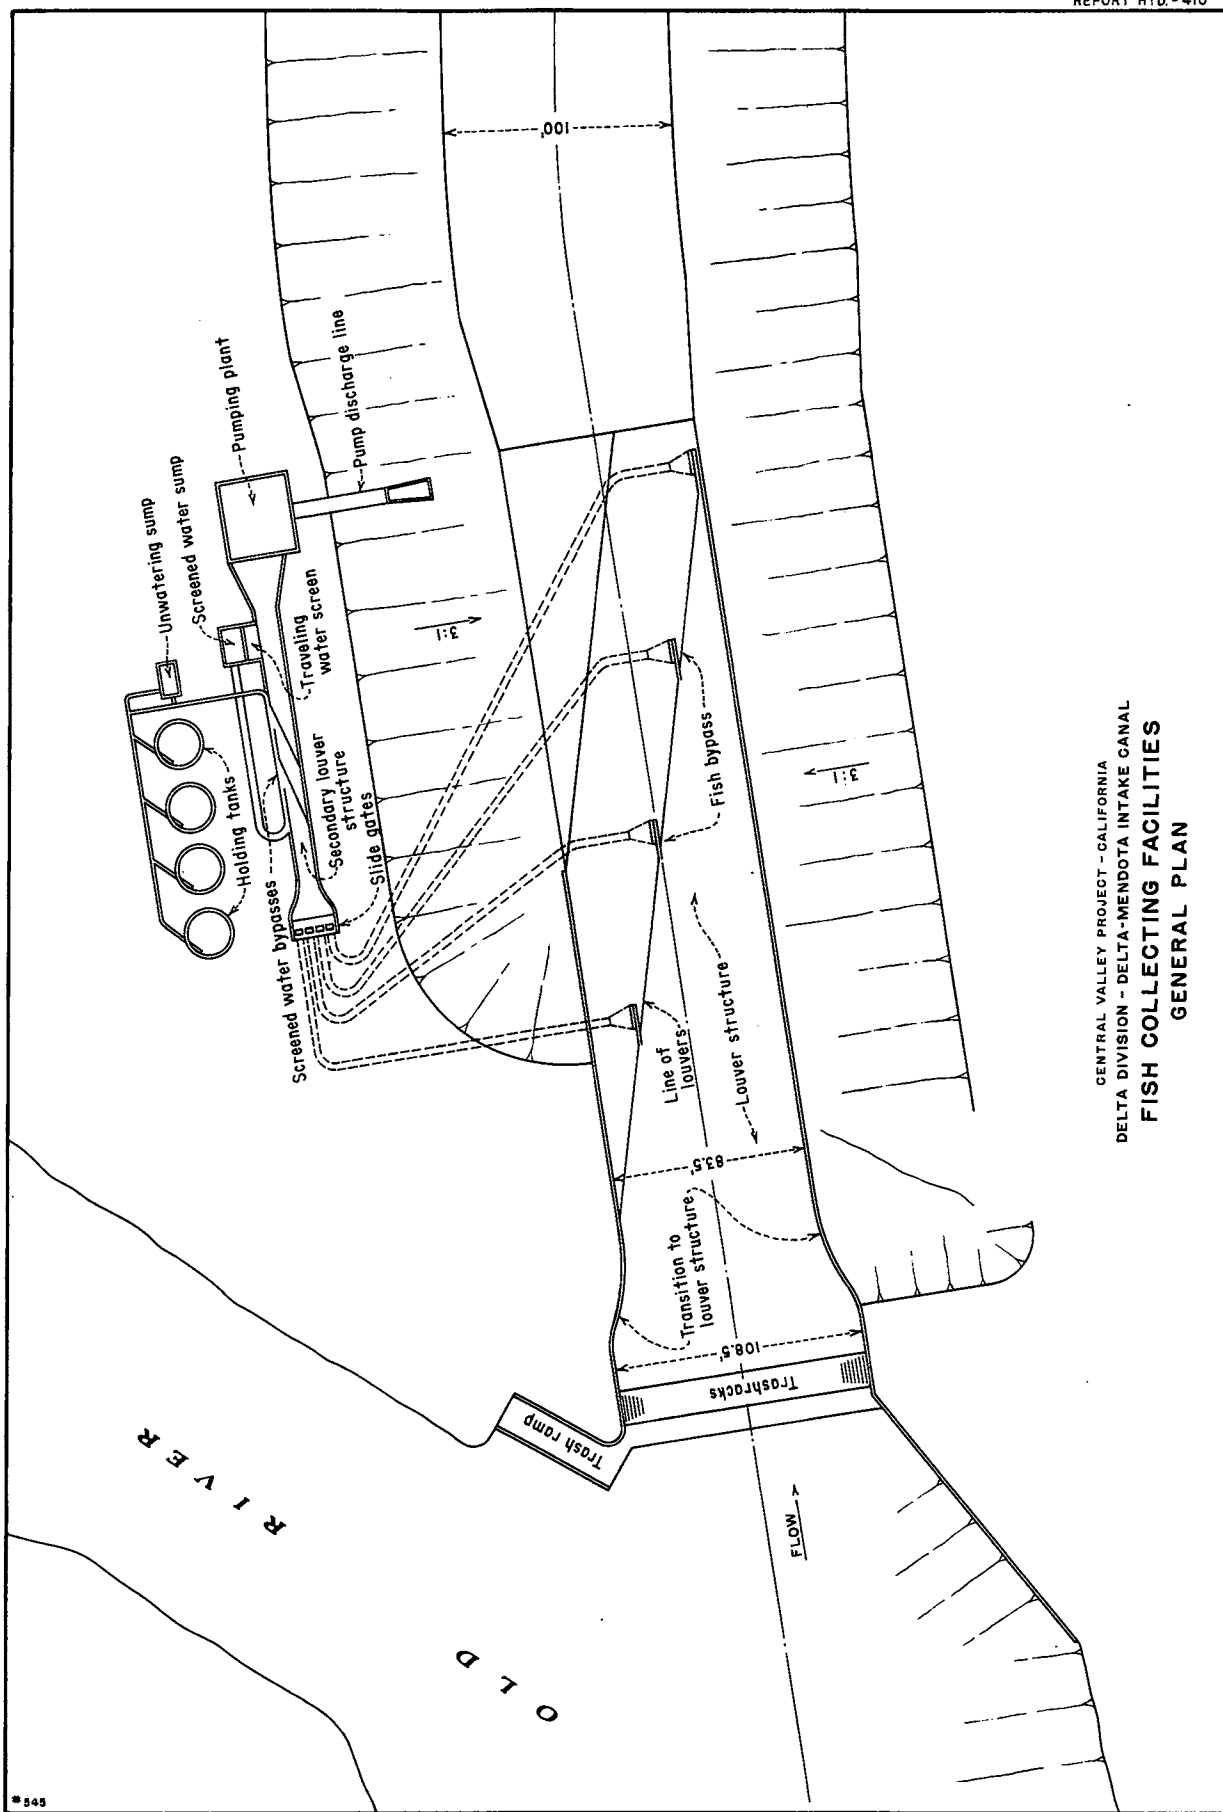 REPORT HYD.-410
OLD RIVER
FLOW
Trash ramp
Trashracks
108.5'
Transition to
louver structure
83.5'
Louver structure
Line of
louvers
Fish bypass
Screened water bypasses
Holding tanks
Slide gates
Secondary louver
structure
Traveling
water screen
Unwatering sump
Screened water sump
Pumping plant
Pump discharge line
3:1
3:1
100'
CENTRAL VALLEY PROJECT - CALIFORNIA
DELTA DIVISION - DELTA-MENDOTA INTAKE CANAL
FISH COLLECTING FACILITIES
GENERAL PLAN
#545